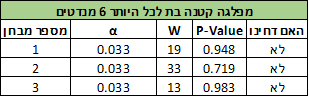 מפלגה קטנה בת לכל היותר 6 מנדטים
מספר מבחן α W P-Value האם דחינו
1 0.033 19 0.948 לא
2 0.033 33 0.719 לא
3 0.033 13 0.983 לא